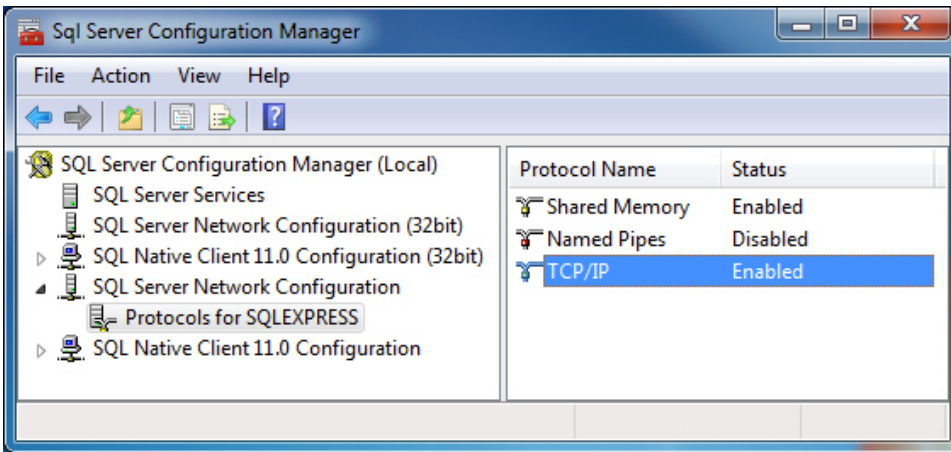 Sql Server Configuration Manager
File Action View Help
SQL Server Configuration Manager (Local)
SQL Server Services
SQL Server Network Configuration (32bit)
SQL Native Client 11.0 Configuration (32bit)
SQL Server Network Configuration
Protocols for SQLEXPRESS
SQL Native Client 11.0 Configuration
Protocol Name Status
Shared Memory Enabled
Named Pipes Disabled
TCP/IP Enabled